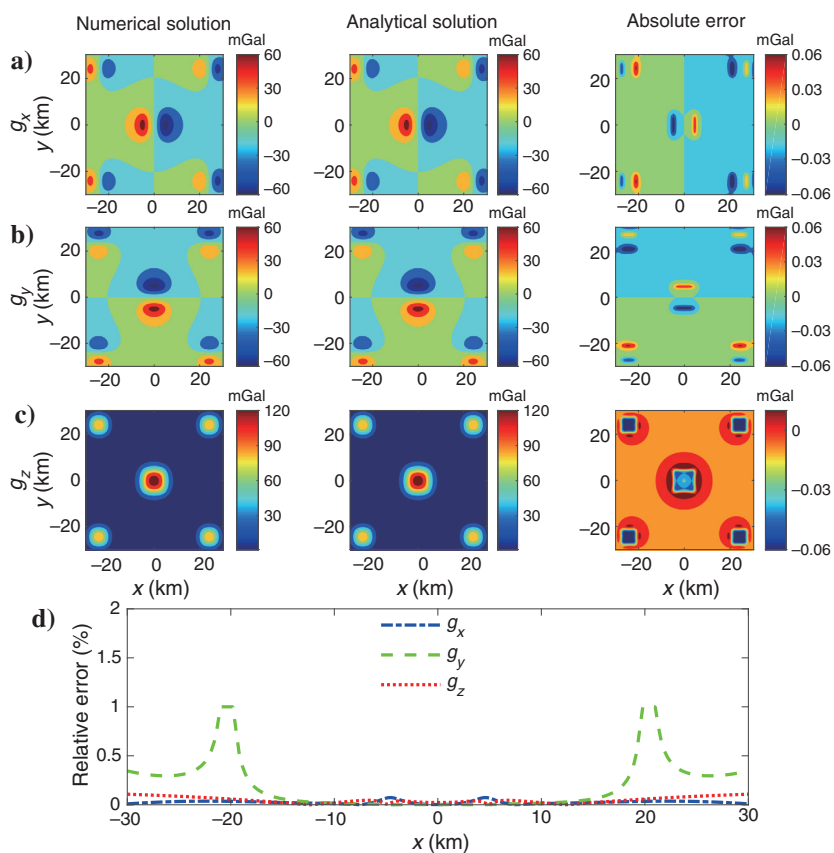 Numerical solution Analytical solution Absolute error
a) mGal mGal mGal
g_x
y (km)
20 0 −20
−20 0 20
60 30 0 −30 −60
20 0 −20
−20 0 20
60 30 0 −30 −60
20 0 −20
−20 0 20
0.06 0.03 0 −0.03 −0.06
b) mGal mGal mGal
g_y
y (km)
20 0 −20
−20 0 20
60 30 0 −30 −60
20 0 −20
−20 0 20
60 30 0 −30 −60
20 0 −20
−20 0 20
0.06 0.03 0 −0.03 −0.06
c) mGal mGal mGal
g_z
y (km)
20 0 −20
−20 0 20
x (km)
120 90 60 30
20 0 −20
−20 0 20
x (km)
120 90 60 30
20 0 −20
−20 0 20
x (km)
0 −0.03 −0.06
d)
Relative error (%)
2
1.5
1
0.5
0
g_x
g_y
g_z
−30 −20 −10 0 10 20 30
x (km)